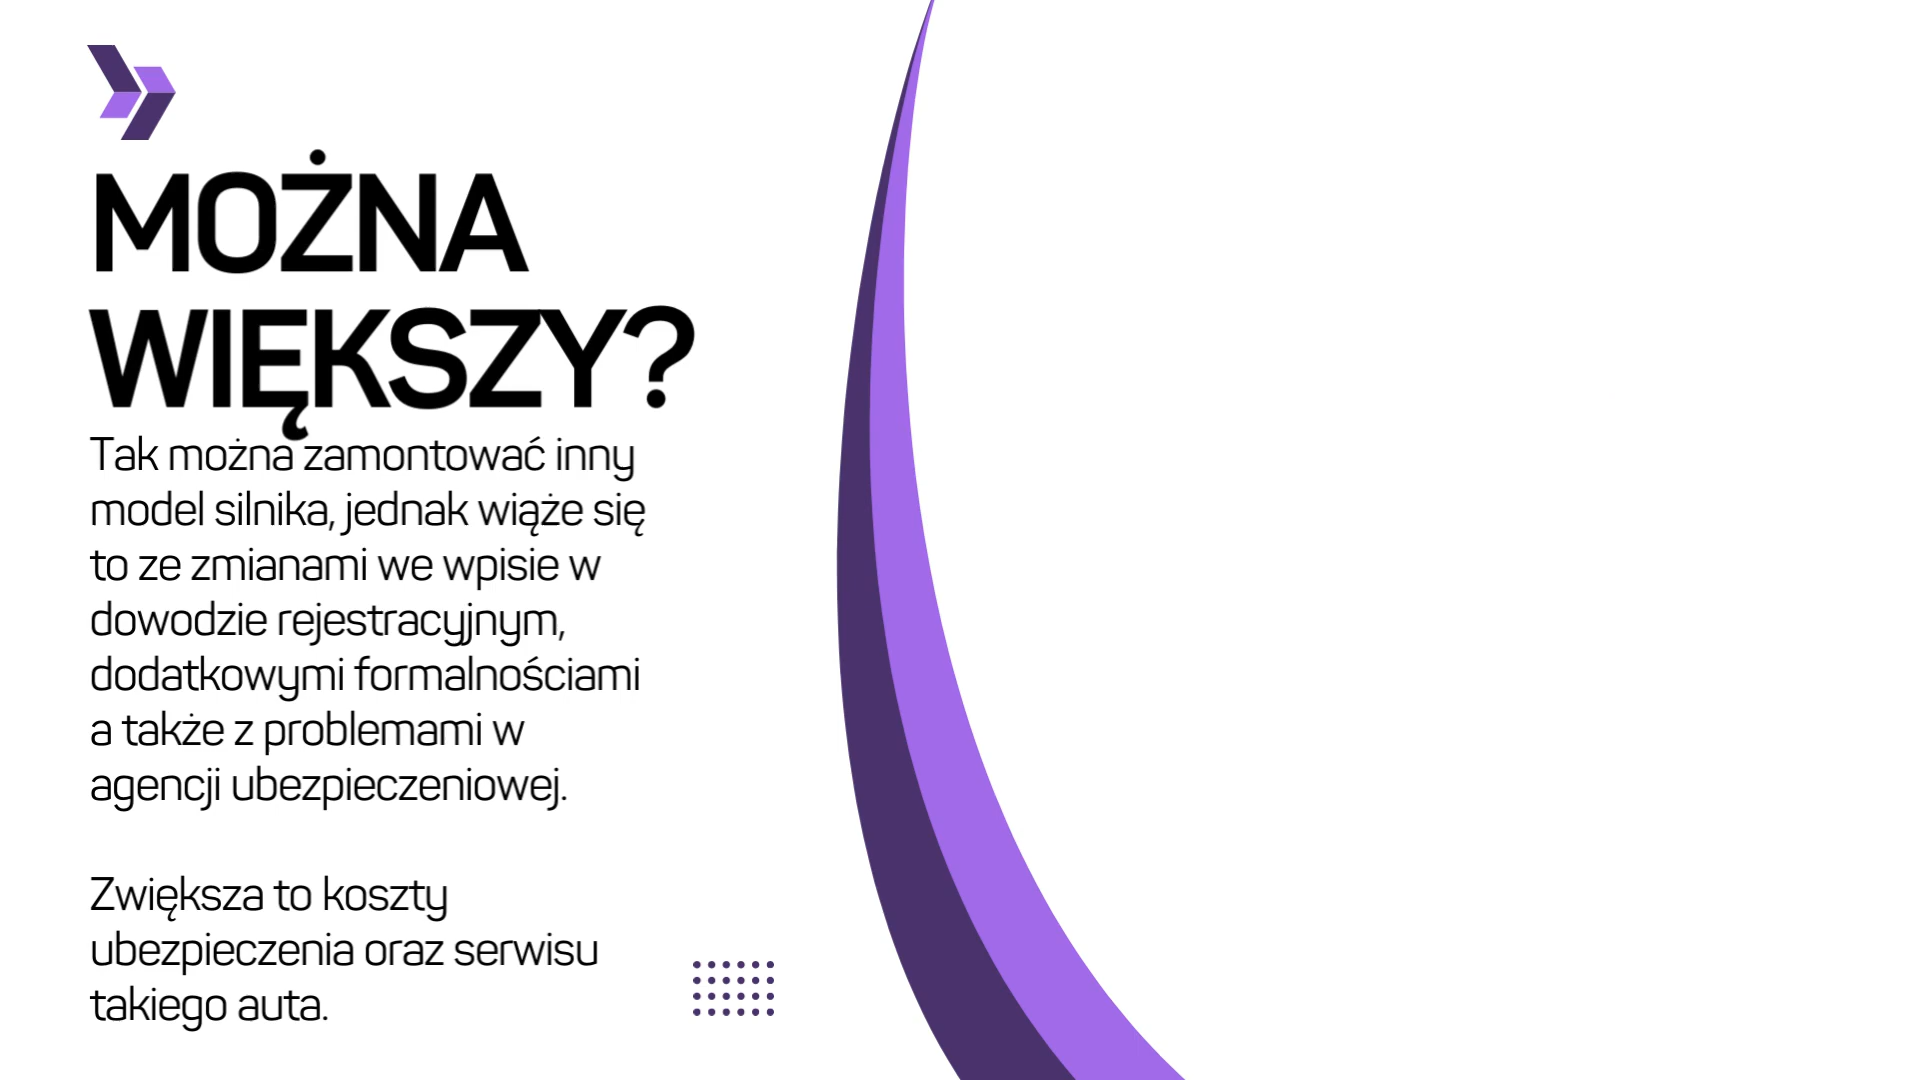 MOŻNA
WIĘKSZY?
Tak można zamontować inny
model silnika, jednak wiąże się
to ze zmianami we wpisie w
dowodzie rejestracyjnym,
dodatkowymi formalnościami
a także z problemami w
agencji ubezpieczeniowej.
Zwiększa to koszty
ubezpieczenia oraz serwisu
takiego auta.